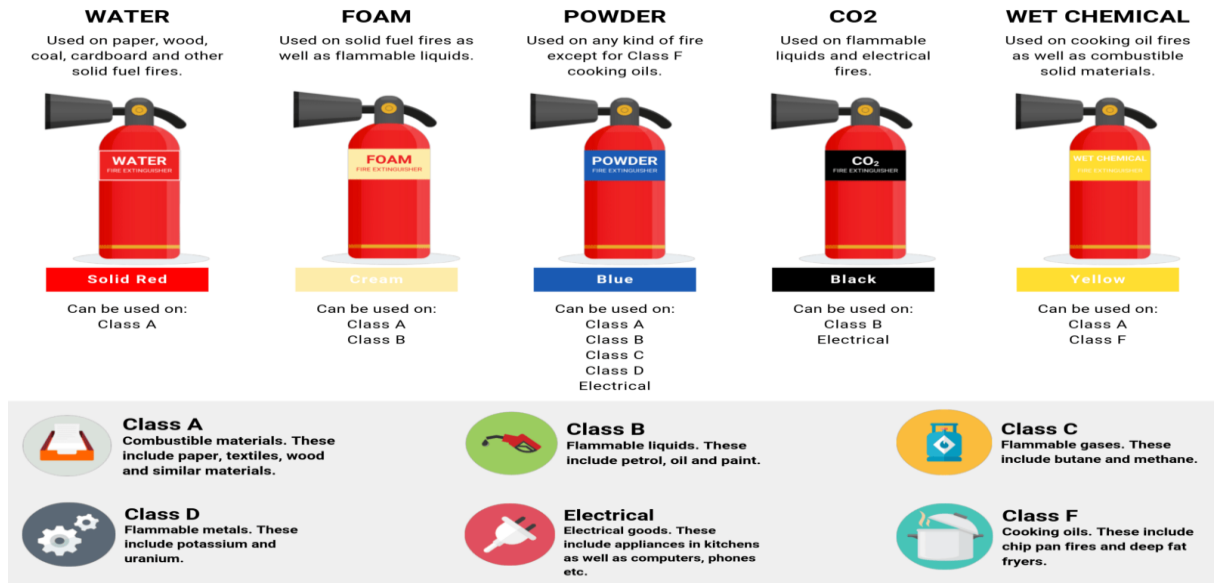 WATER
Used on paper, wood,
coal, cardboard and other
solid fuel fires.
WATER
FIRE EXTINGUISHER
Solid Red
Can be used on:
Class A
FOAM
Used on solid fuel fires as
well as flammable liquids.
FOAM
FIRE EXTINGUISHER
Cream
Can be used on:
Class A
Class B
POWDER
Used on any kind of fire
except for Class F
cooking oils.
POWDER
FIRE EXTINGUISHER
Blue
Can be used on:
Class A
Class B
Class C
Class D
Electrical
CO2
Used on flammable
liquids and electrical
fires.
CO₂
FIRE EXTINGUISHER
Black
Can be used on:
Class B
Electrical
WET CHEMICAL
Used on cooking oil fires
as well as combustible
solid materials.
WET CHEMICAL
FIRE EXTINGUISHER
Yellow
Can be used on:
Class A
Class F
Class A
Combustible materials. These
include paper, textiles, wood
and similar materials.
Class B
Flammable liquids. These
include petrol, oil and paint.
Class C
Flammable gases. These
include butane and methane.
Class D
Flammable metals. These
include potassium and
uranium.
Electrical
Electrical goods. These
include appliances in kitchens
as well as computers, phones
etc.
Class F
Cooking oils. These include
chip pan fires and deep fat
fryers.